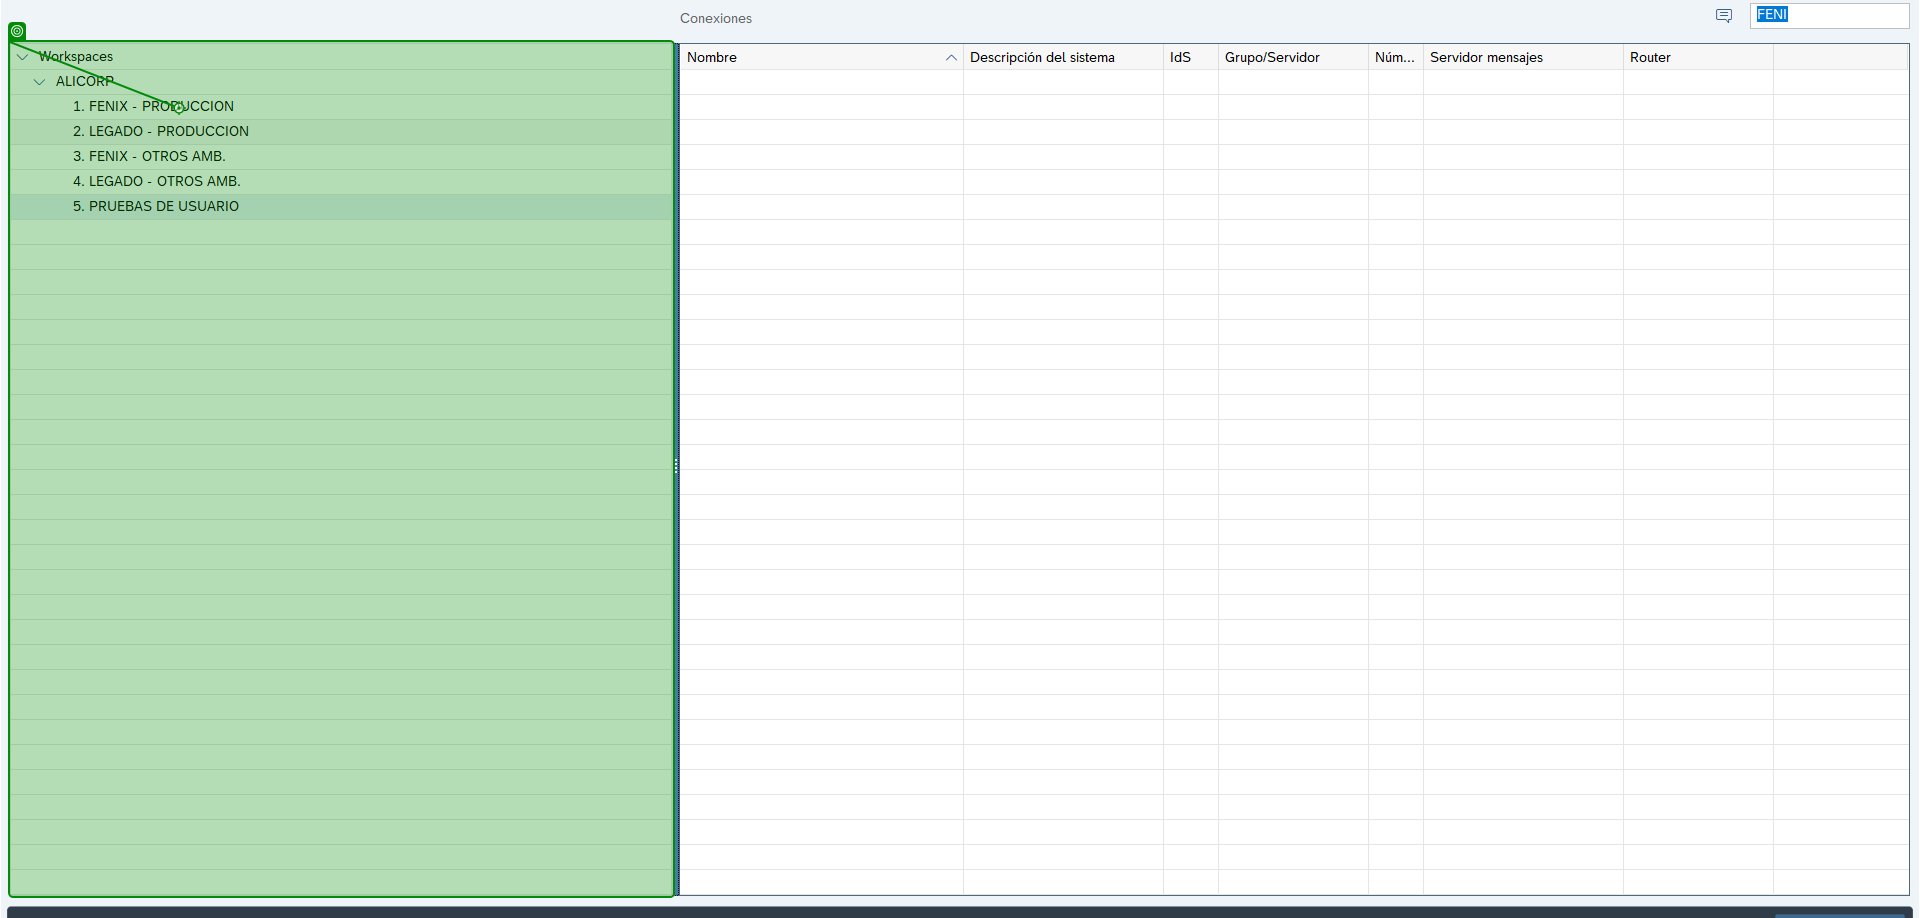 Conexiones
FENI
Workspaces
ALICORP
1. FENIX - PRODUCCION
2. LEGADO - PRODUCCION
3. FENIX - OTROS AMB.
4. LEGADO - OTROS AMB.
5. PRUEBAS DE USUARIO
Nombre Descripción del sistema IdS Grupo/Servidor Núm... Servidor mensajes Router